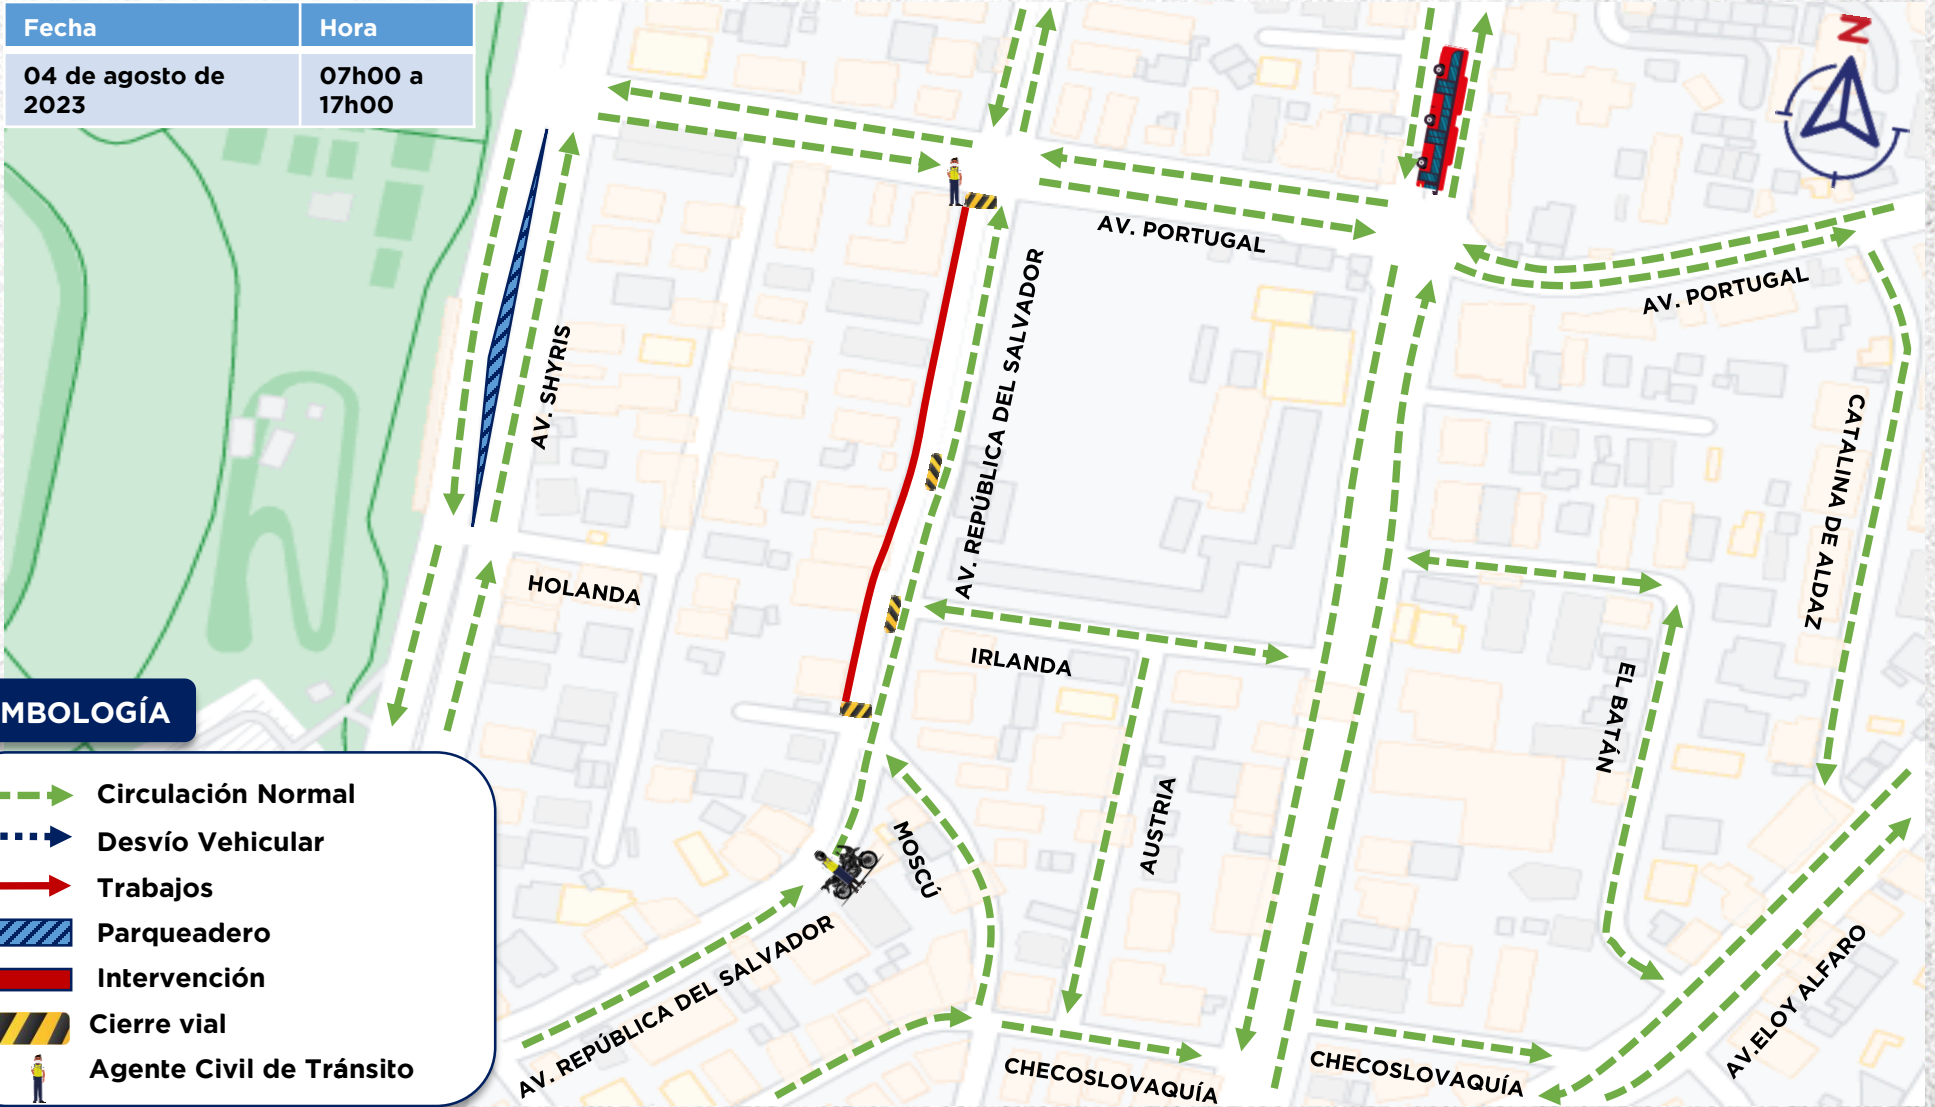 Fecha
Hora
04 de agosto de
2023
07h00 a
17h00
N
AV. PORTUGAL
AV. PORTUGAL
AV. SHYRIS
AV. REPÚBLICA DEL SALVADOR
CATALINA DE ALDAZ
HOLANDA
IRLANDA
EL BATÁN
MBOLOGÍA
Circulación Normal
Desvío Vehicular
Trabajos
Parqueadero
Intervención
Cierre vial
Agente Civil de Tránsito
MOSCÚ
AUSTRIA
AV. REPÚBLICA DEL SALVADOR
CHECOSLOVAQUÍA
CHECOSLOVAQUÍA
AV.ELOY ALFARO